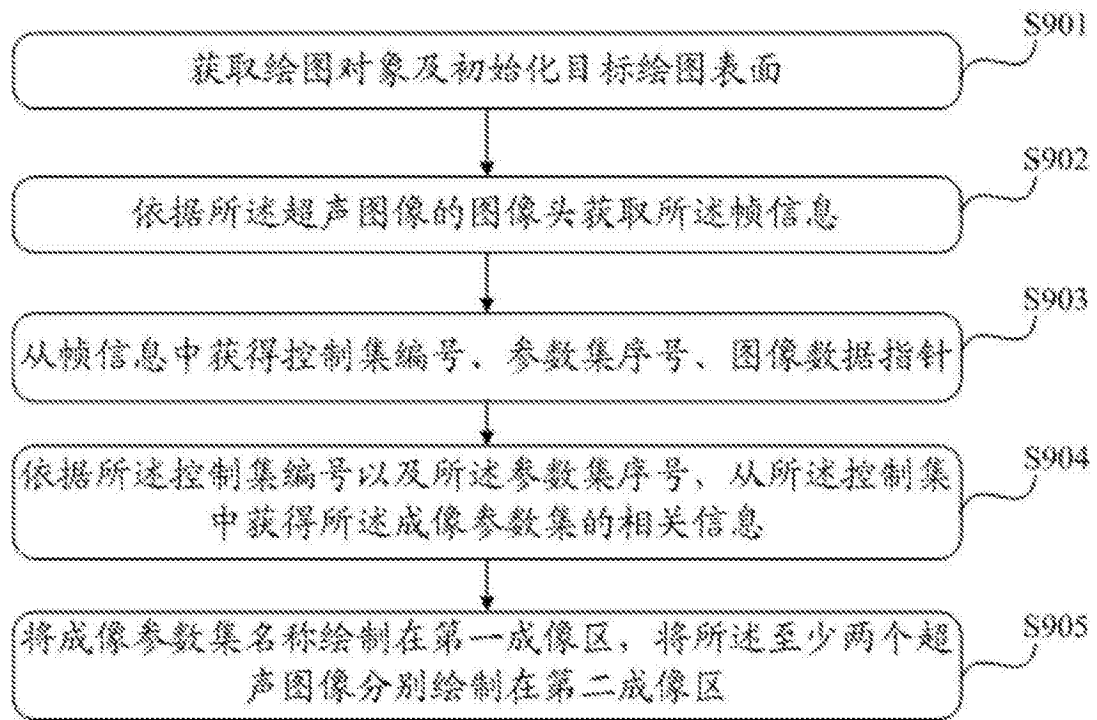 S901
获取绘图对象及初始化目标绘图表面
S902
依据所述超声图像的图像头获取所述帧信息
S903
从帧信息中获得控制集编号、参数集序号、图像数据指针
S904
依据所述控制集编号以及所述参数集序号、从所述控制集
中获得所述成像参数集的相关信息
S905
将成像参数集名称绘制在第一成像区，将所述至少两个超
声图像分别绘制在第二成像区